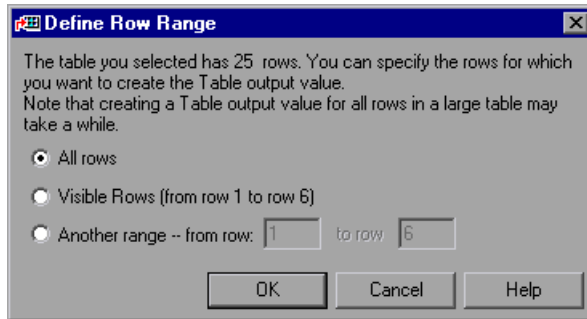 Define Row Range
The table you selected has 25 rows. You can specify the rows for which
you want to create the Table output value.
Note that creating a Table output value for all rows in a large table may
take a while.
All rows
Visible Rows (from row 1 to row 6)
Another range -- from row: 1 to row 6
OK Cancel Help